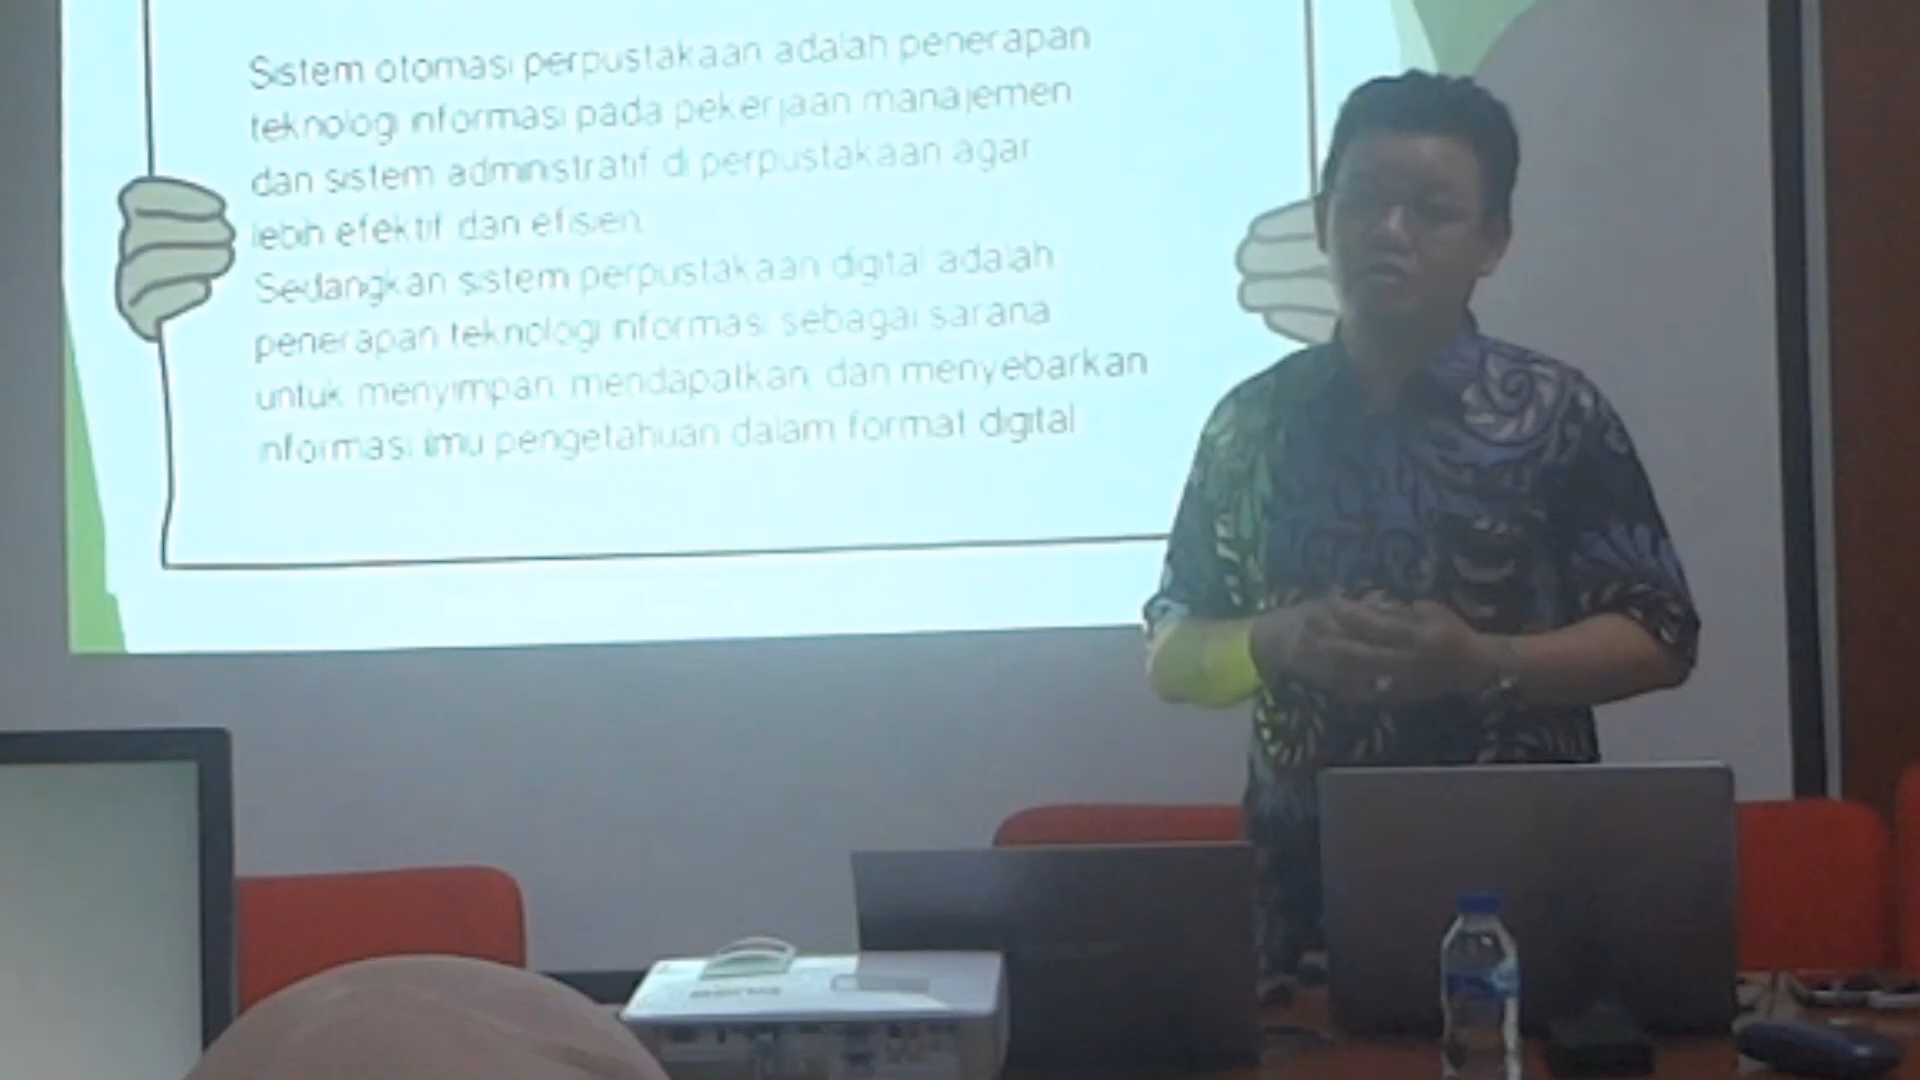 Sistem otomasi perpustakaan adalah penerapan
teknologi informasi pada pekerjaan manajemen
dan sistem administratif di perpustakaan agar
lebih efektif dan efisien.
Sedangkan sistem perpustakaan digital adalah
penerapan teknologi informasi sebagai sarana
untuk menyimpan, mendapatkan, dan menyebarkan
informasi ilmu pengetahuan dalam format digital